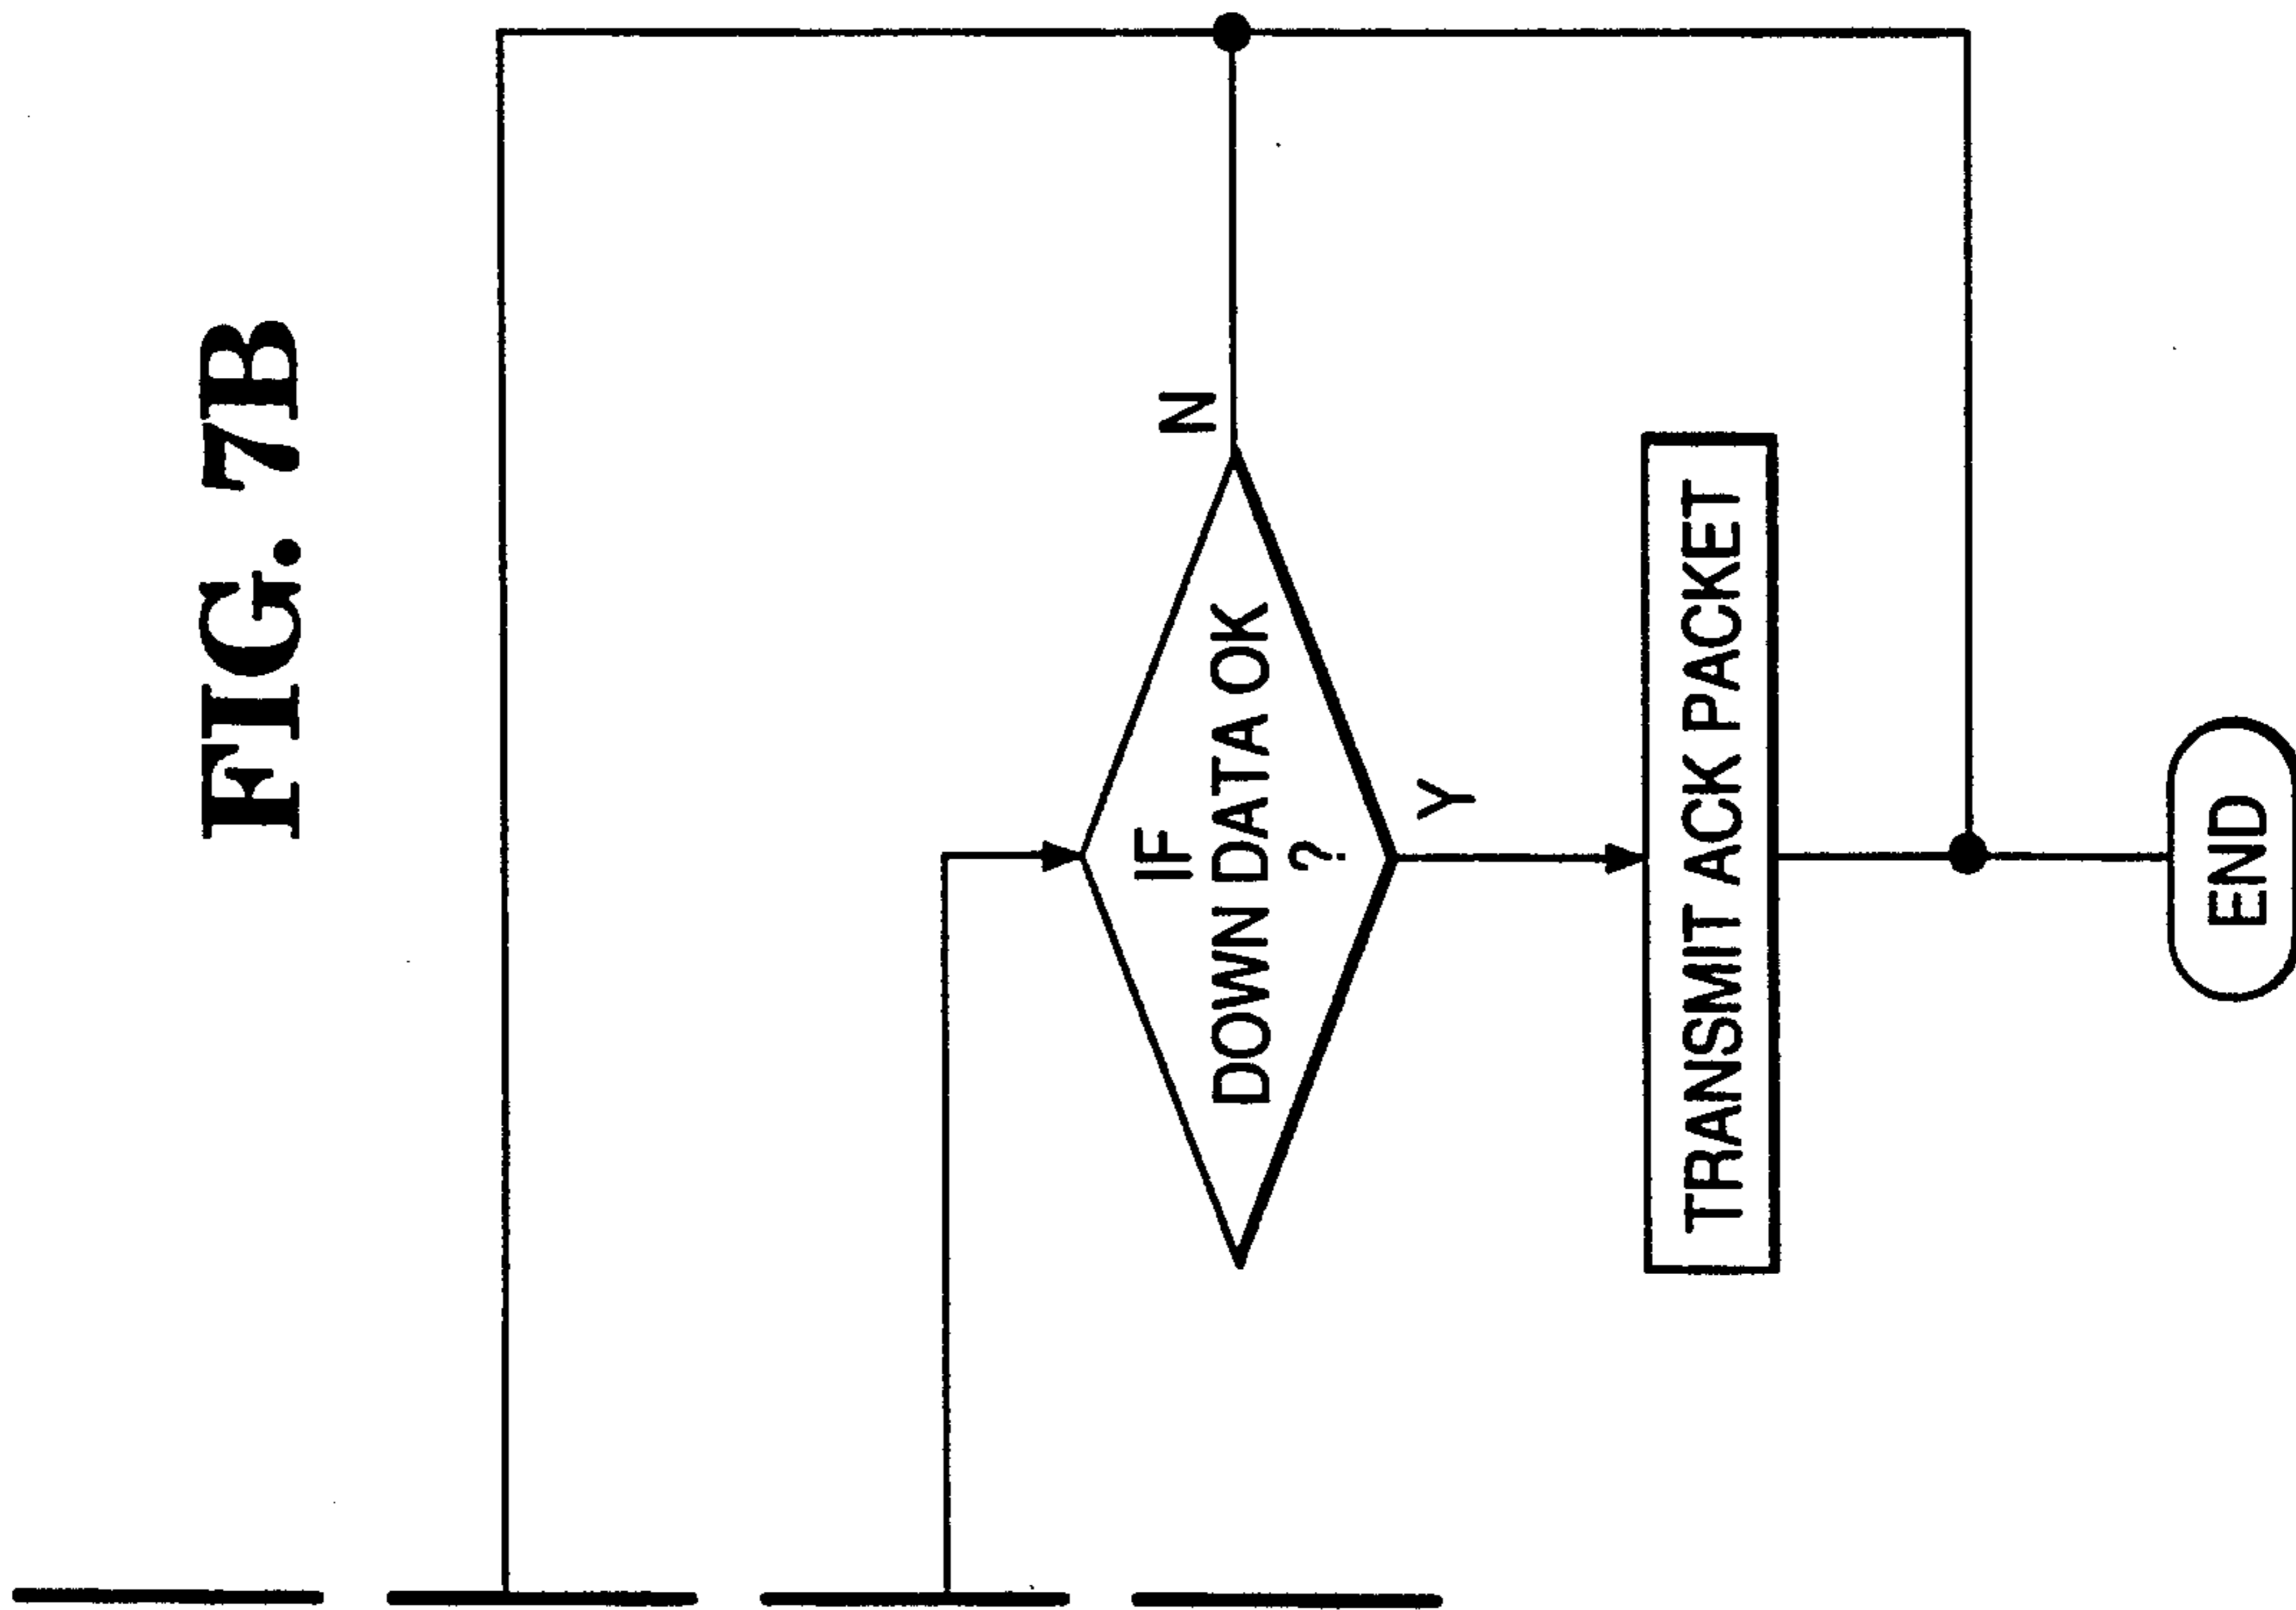 FIG. 7B
IF
DOWN DATA OK
?
N
Y
TRANSMIT ACK PACKET
END